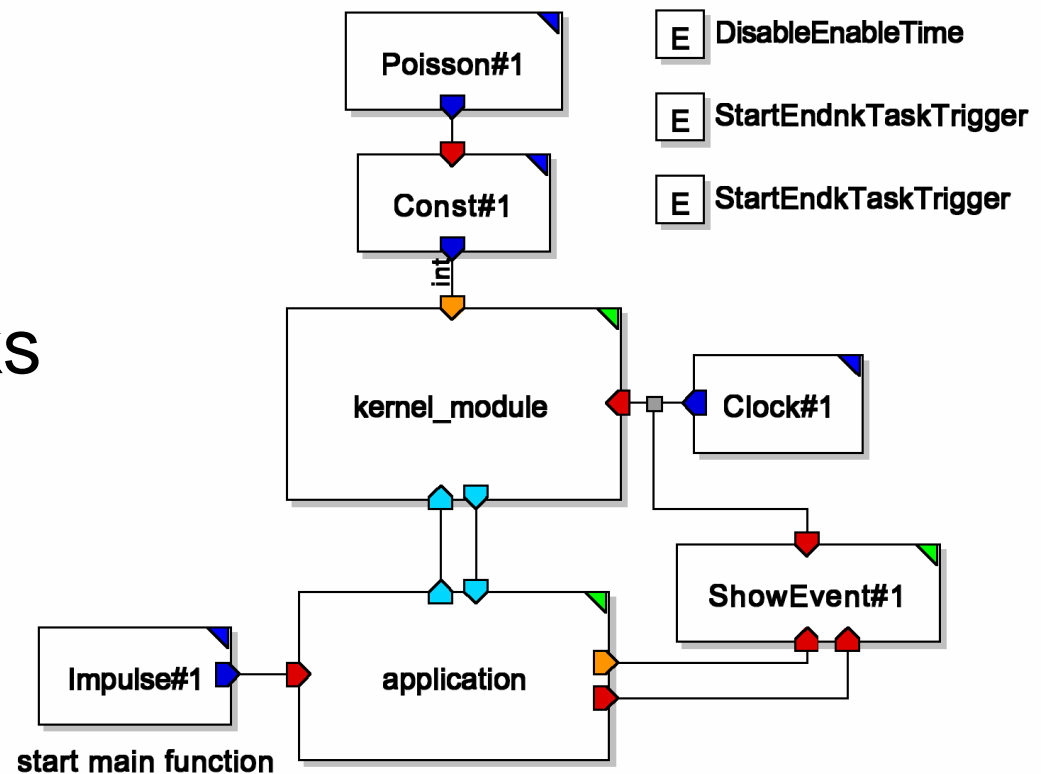 Poisson#1
E DisableEnableTime
E StartEndnkTaskTrigger
E StartEndkTaskTrigger
Const#1
int
kernel_module
Clock#1
ShowEvent#1
Impulse#1
application
start main function